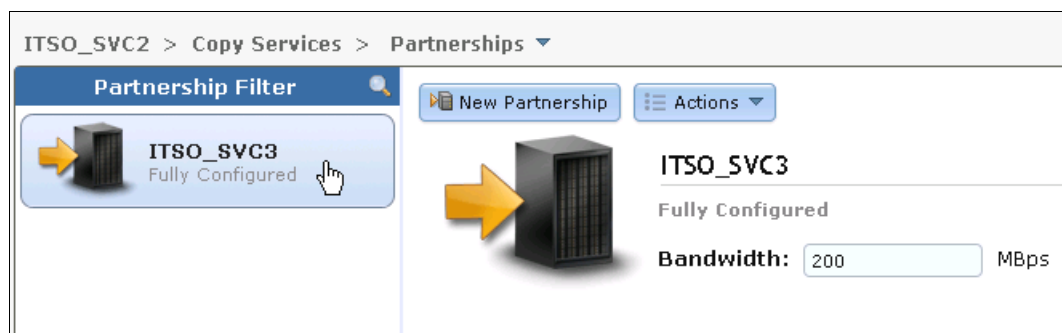 ITSO_SVC2 > Copy Services > Partnerships
Partnership Filter
ITSO_SVC3
Fully Configured
New Partnership
Actions
ITSO_SVC3
Fully Configured
Bandwidth: 200 MBps